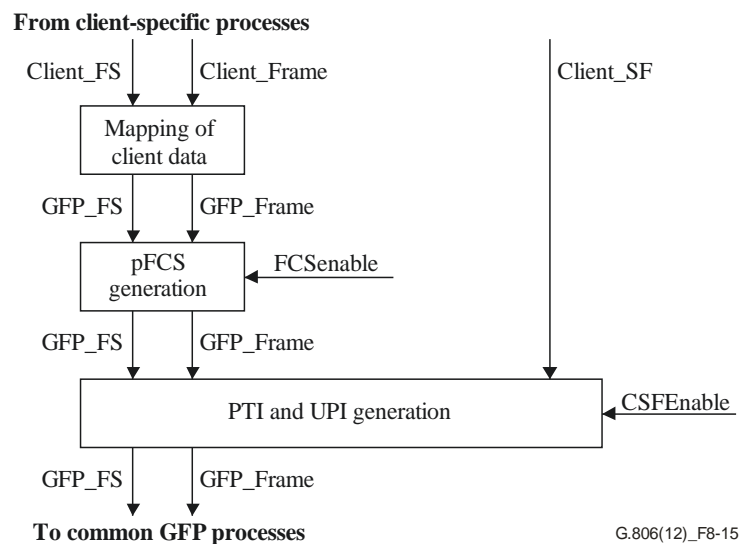 From client-specific processes
Client_FS Client_Frame Client_SF
Mapping of
client data
GFP_FS GFP_Frame
pFCS
generation
FCSenable
GFP_FS GFP_Frame
PTI and UPI generation
CSFEnable
GFP_FS GFP_Frame
To common GFP processes
G.806(12)_F8-15